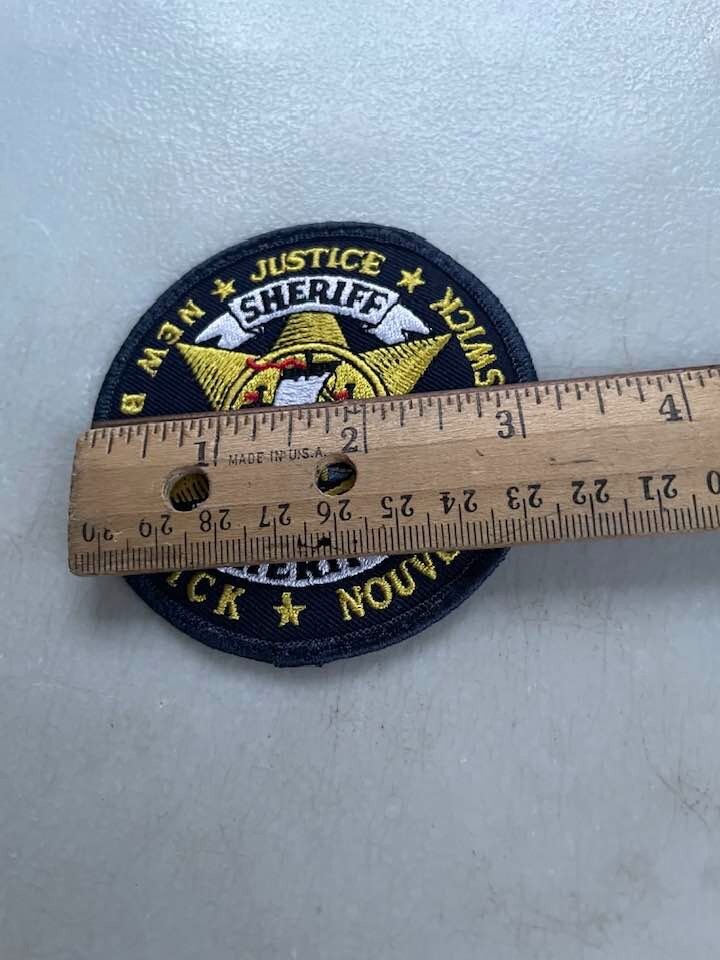 JUSTICE
SHERIFF
NEW B
SWICK
1 2 3 4
MADE IN U.S.A.
30 29 28 27 26 25 24 23 22 21 0
ICK
NOUVE